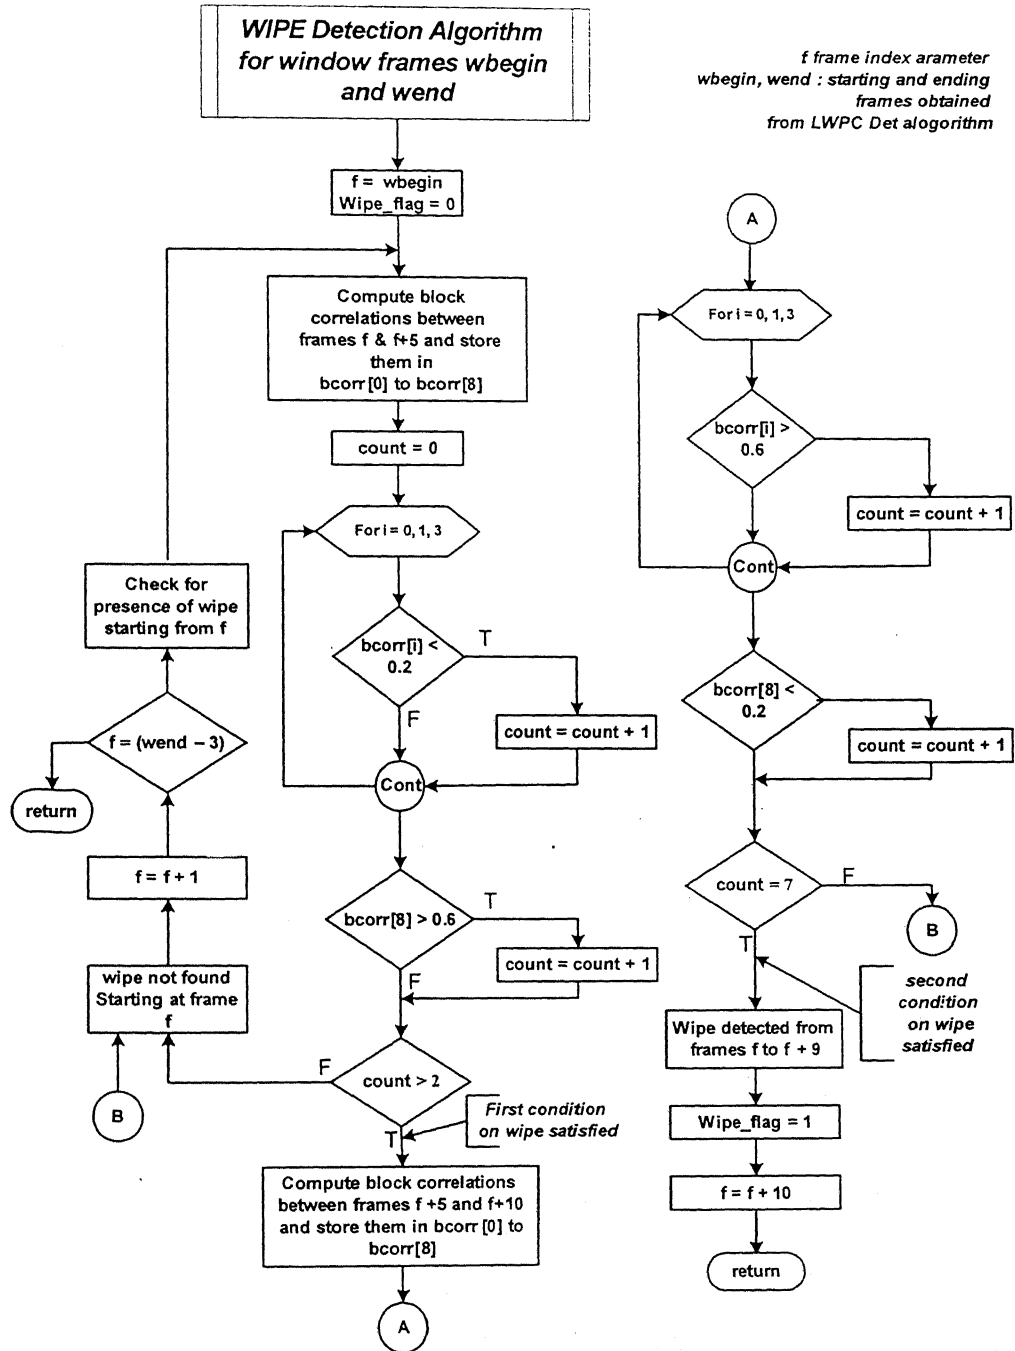 WIPE Detection Algorithm
for window frames wbegin
and wend
f frame index arameter
wbegin, wend : starting and ending
frames obtained
from LWPC Det alogorithm
f = wbegin
Wipe_flag = 0
Compute block
correlations between
frames f & f+5 and store
them in
bcorr[0] to bcorr[8]
count = 0
For i = 0, 1, 3
bcorr[i] <
0.2
T
F
count = count + 1
Cont
bcorr[8] > 0.6
T
F
count = count + 1
count > 2
F
T
First condition
on wipe satisfied
Compute block correlations
between frames f +5 and f+10
and store them in bcorr [0] to
bcorr[8]
A
Check for
presence of wipe
starting from f
f = (wend – 3)
return
f = f + 1
wipe not found
Starting at frame
f
B
A
For i = 0, 1, 3
bcorr[i] >
0.6
count = count + 1
Cont
bcorr[8] <
0.2
count = count + 1
count = 7
F
B
T
second
condition
on wipe
satisfied
Wipe detected from
frames f to f + 9
Wipe_flag = 1
f = f + 10
return